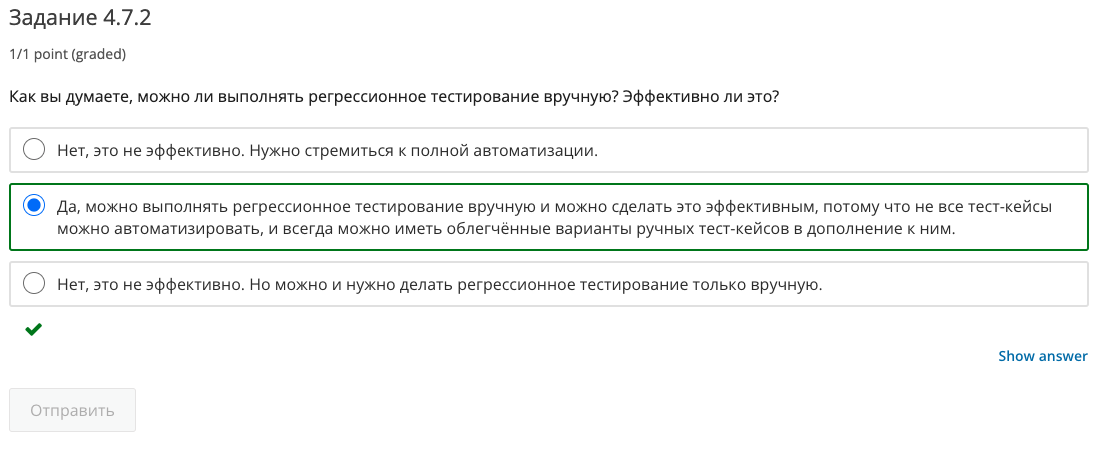 Задание 4.7.2
1/1 point (graded)
Как вы думаете, можно ли выполнять регрессионное тестирование вручную? Эффективно ли это?
Нет, это не эффективно. Нужно стремиться к полной автоматизации.
Да, можно выполнять регрессионное тестирование вручную и можно сделать это эффективным, потому что не все тест-кейсы
можно автоматизировать, и всегда можно иметь облегчённые варианты ручных тест-кейсов в дополнение к ним.
Нет, это не эффективно. Но можно и нужно делать регрессионное тестирование только вручную.
Show answer
Отправить